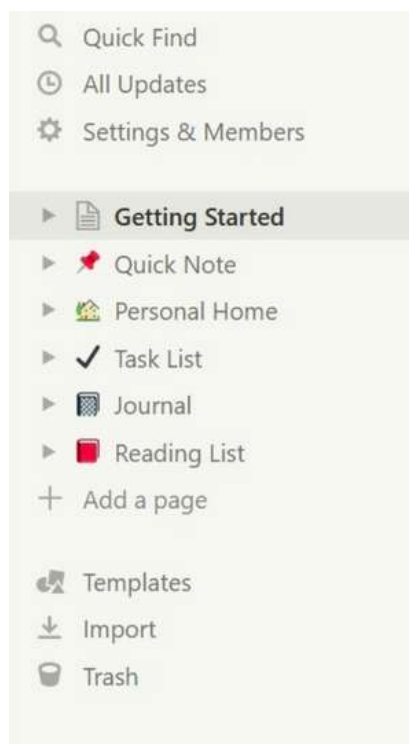 Quick Find
All Updates
Settings & Members
Getting Started
Quick Note
Personal Home
Task List
Journal
Reading List
Add a page
Templates
Import
Trash